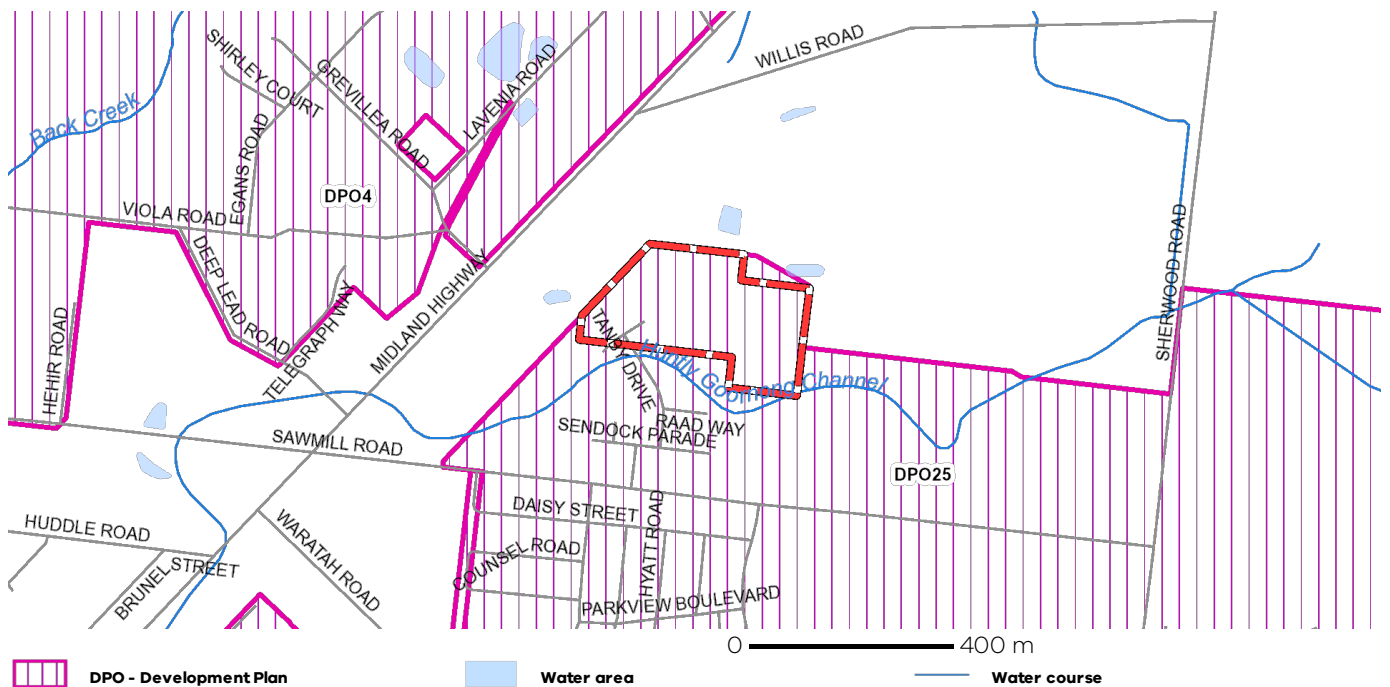 WILLIS ROAD
SHIRLEY COURT
GREVILLEA ROAD
LAVENIA ROAD
Back Creek
EGANS ROAD
DPO4
VIOLA ROAD
DEEP LEAD ROAD
MIDLAND HIGHWAY
TELEGRAPH WAY
HEHIR ROAD
SHERWOOD ROAD
TANBY DRIVE
Huntly Goornong Channel
RAAD WAY
SENDOCK PARADE
SAWMILL ROAD
DPO25
DAISY STREET
HUDDLE ROAD
WARATAH ROAD
COUNSEL ROAD
HYATT ROAD
BRUNEL STREET
PARKVIEW BOULEVARD
0 400 m
DPO - Development Plan
Water area
Water course